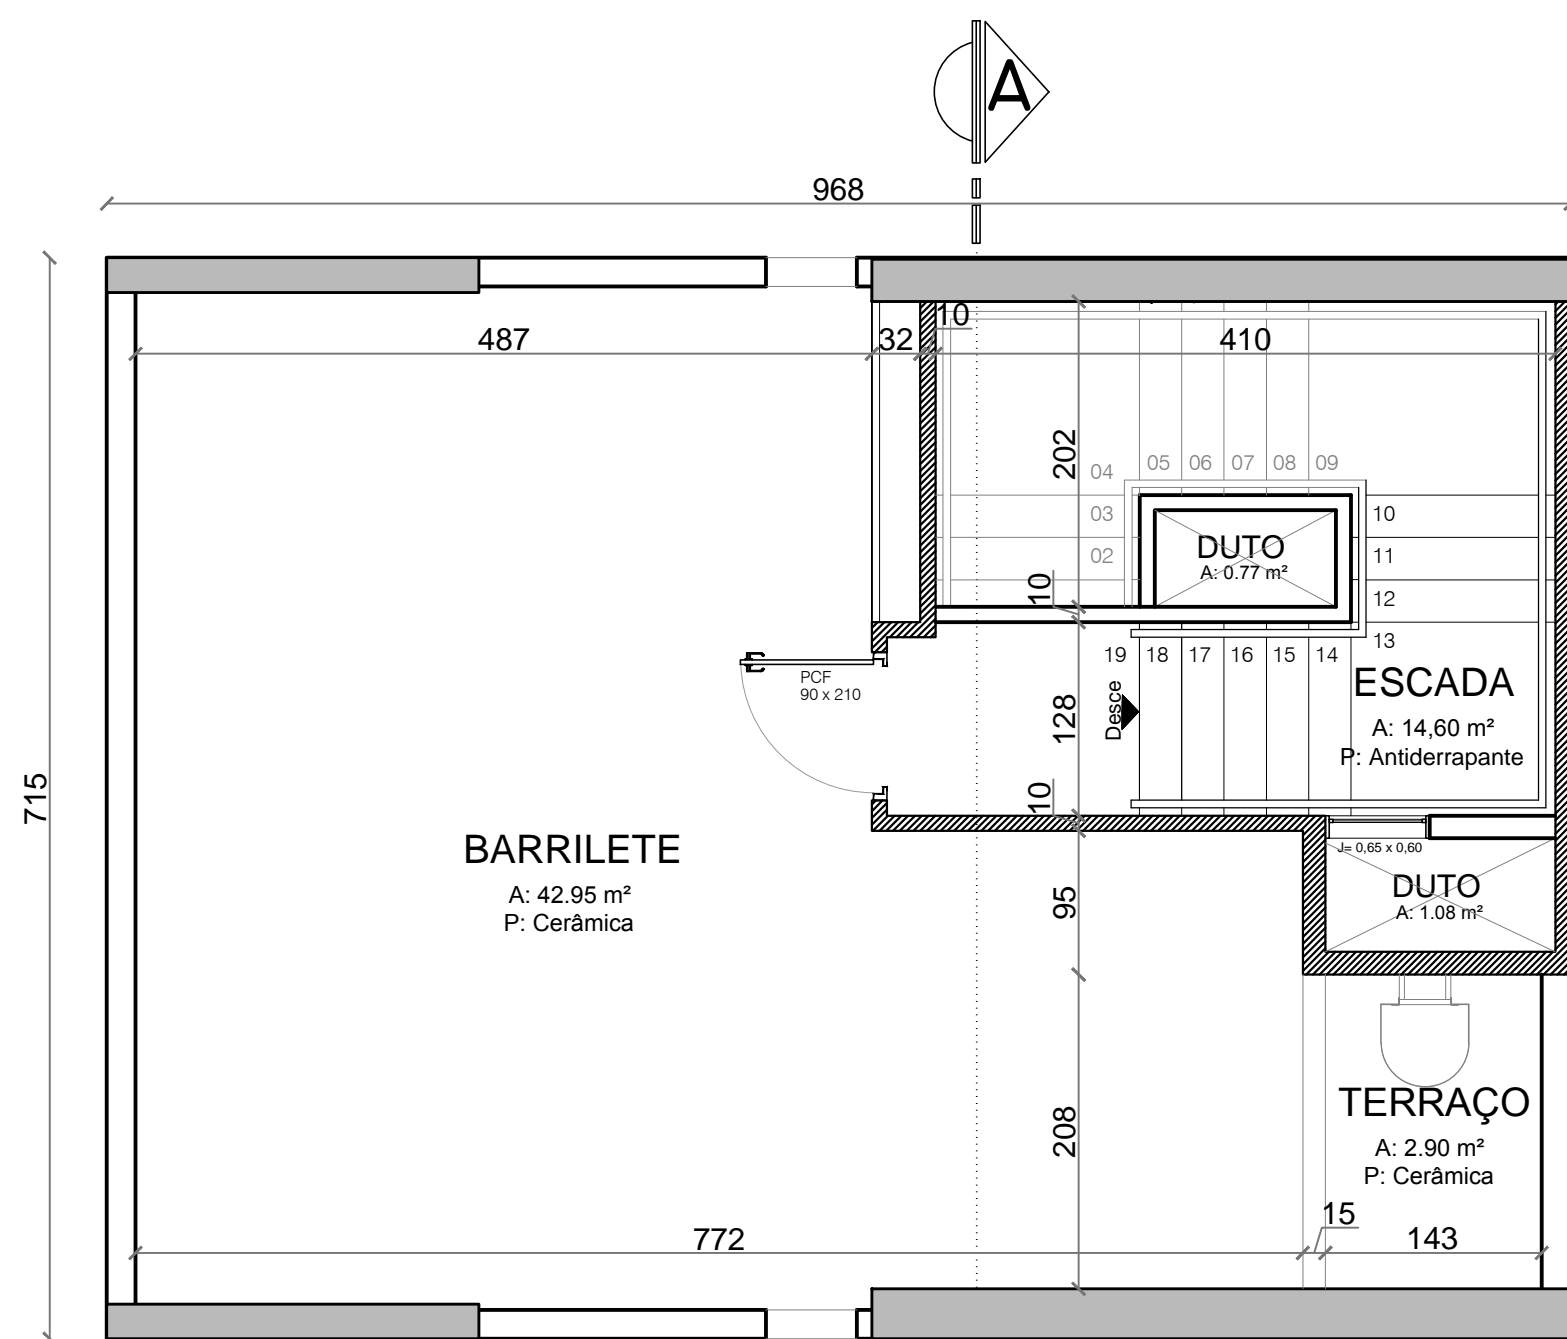 A
968
10
487
32
410
202
04
05
06
07
08
09
03
10
02
DUTO
A: 0.77 m²
11
10
12
13
19
18
17
16
15
14
PCF
90 x 210
128
Desce
ESCADA
A: 14,60 m²
P: Antiderrapante
715
10
BARRILETE
A: 42.95 m²
P: Cerâmica
J= 0,65 x 0,60
DUTO
A: 1.08 m²
95
208
TERRAÇO
A: 2.90 m²
P: Cerâmica
15
772
143